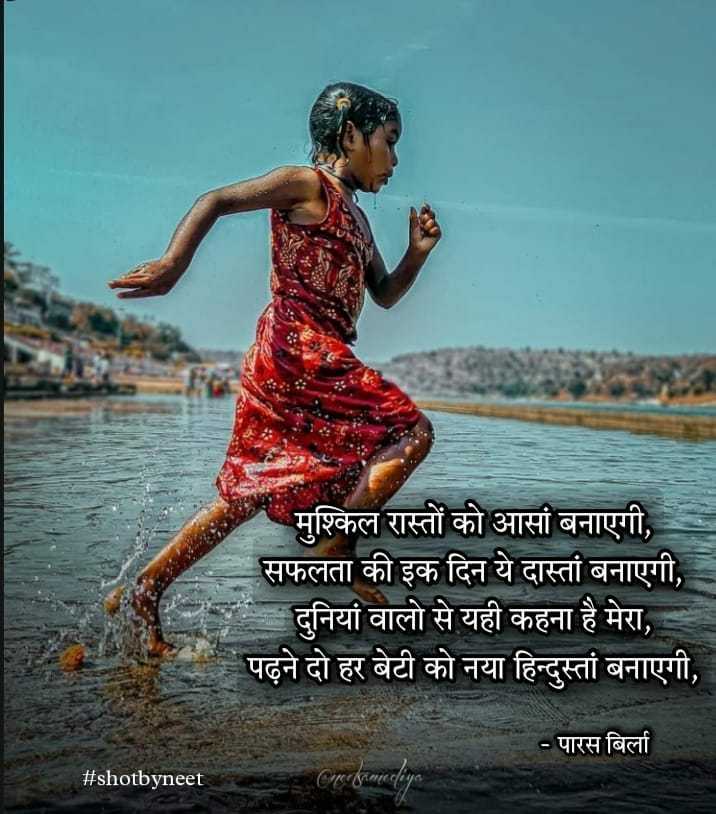 मुश्किल रास्तों को आसां बनाएगी,
सफलता की इक दिन ये दास्तां बनाएगी,
दुनियां वालो से यही कहना है मेरा,
पढ़ने दो हर बेटी को नया हिन्दुस्तां बनाएगी,
- पारस बिर्ला
#shotbyneet